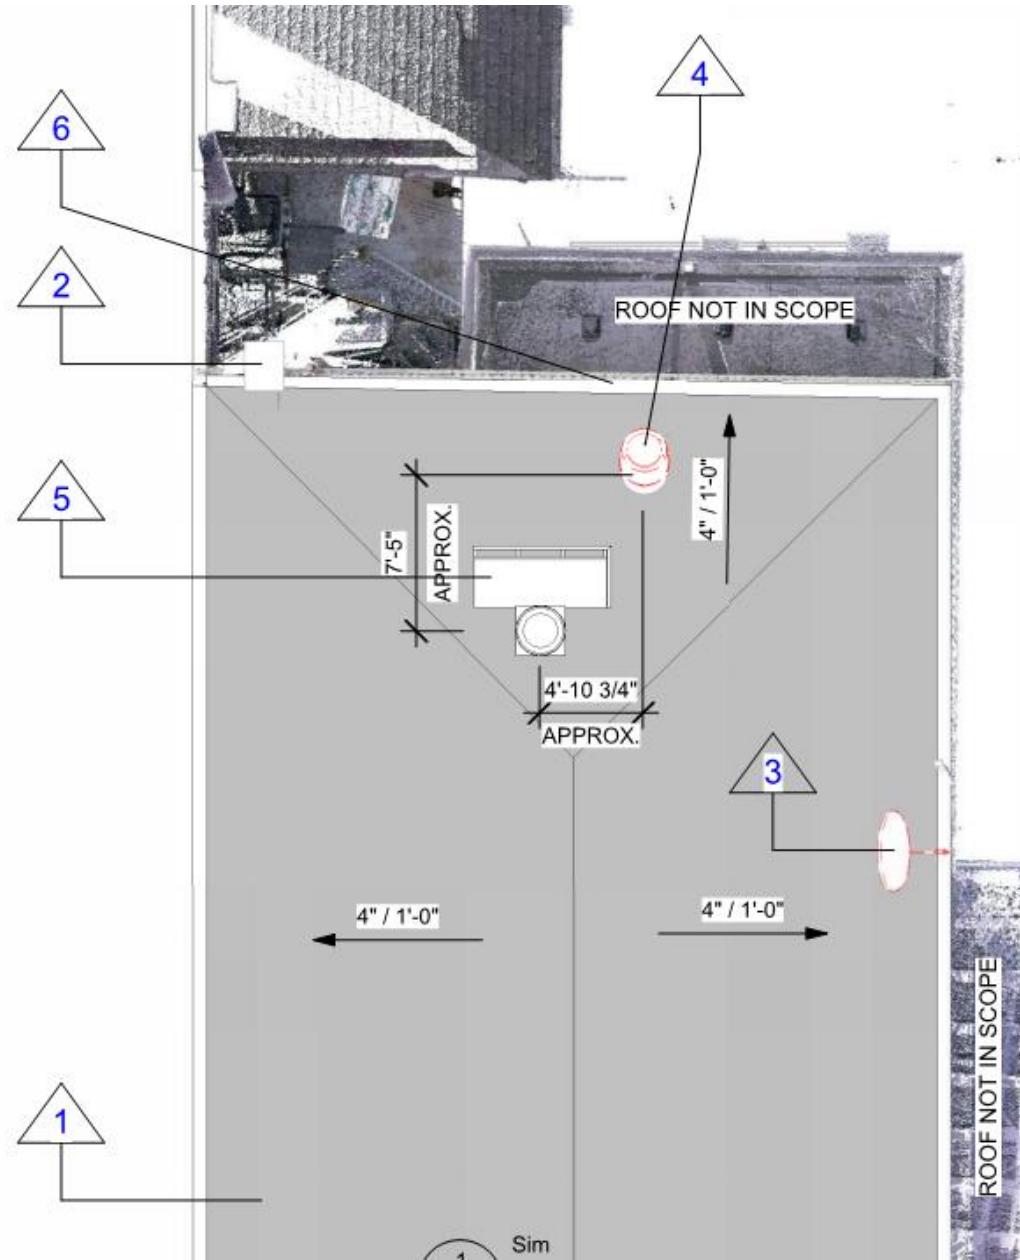 4
6
2
ROOF NOT IN SCOPE
5
4" / 1'-0"
7'-5"
APPROX.
4'-10 3/4"
APPROX.
3
4" / 1'-0"
4" / 1'-0"
ROOF NOT IN SCOPE
1
Sim
1